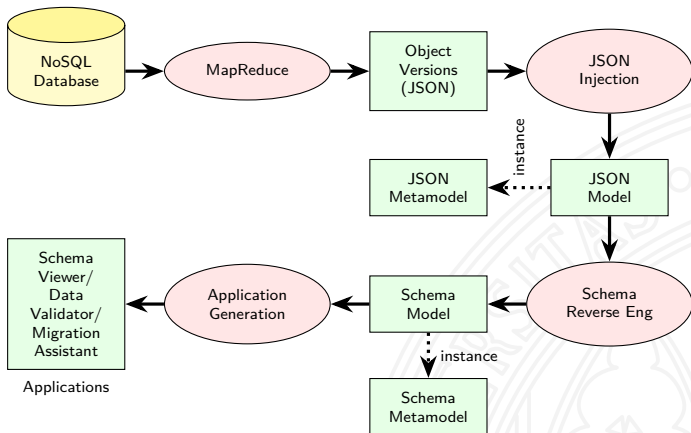 NoSQL
Database
MapReduce
Object
Versions
(JSON)
JSON
Injection
instance
JSON
Metamodel
JSON
Model
Schema
Viewer/
Data
Validator/
Migration
Assistant
Application
Generation
Schema
Model
Schema
Reverse Eng
instance
Applications
Schema
Metamodel